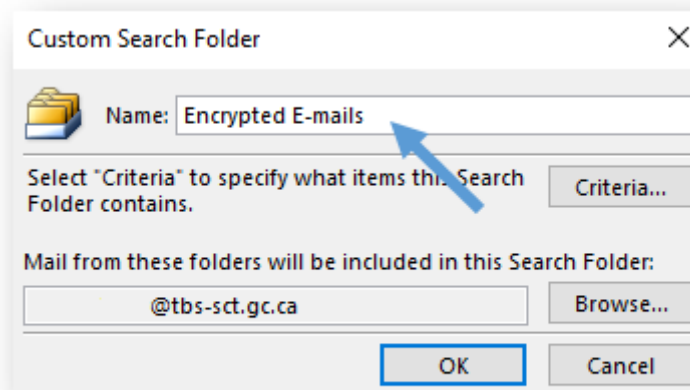 Custom Search Folder
Name: Encrypted E-mails
Select "Criteria" to specify what items this Search
Folder contains.
Criteria...
Mail from these folders will be included in this Search Folder:
@tbs-sct.gc.ca
Browse...
OK
Cancel